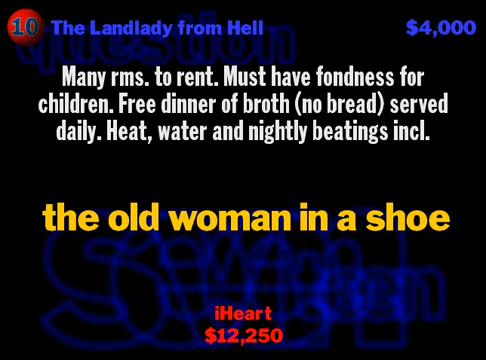 10 The Landlady from Hell $4,000
question
Many rms. to rent. Must have fondness for
children. Free dinner of broth (no bread) served
daily. Heat, water and nightly beatings incl.
the old woman in a shoe
Seventeen
iHeart
$12,250